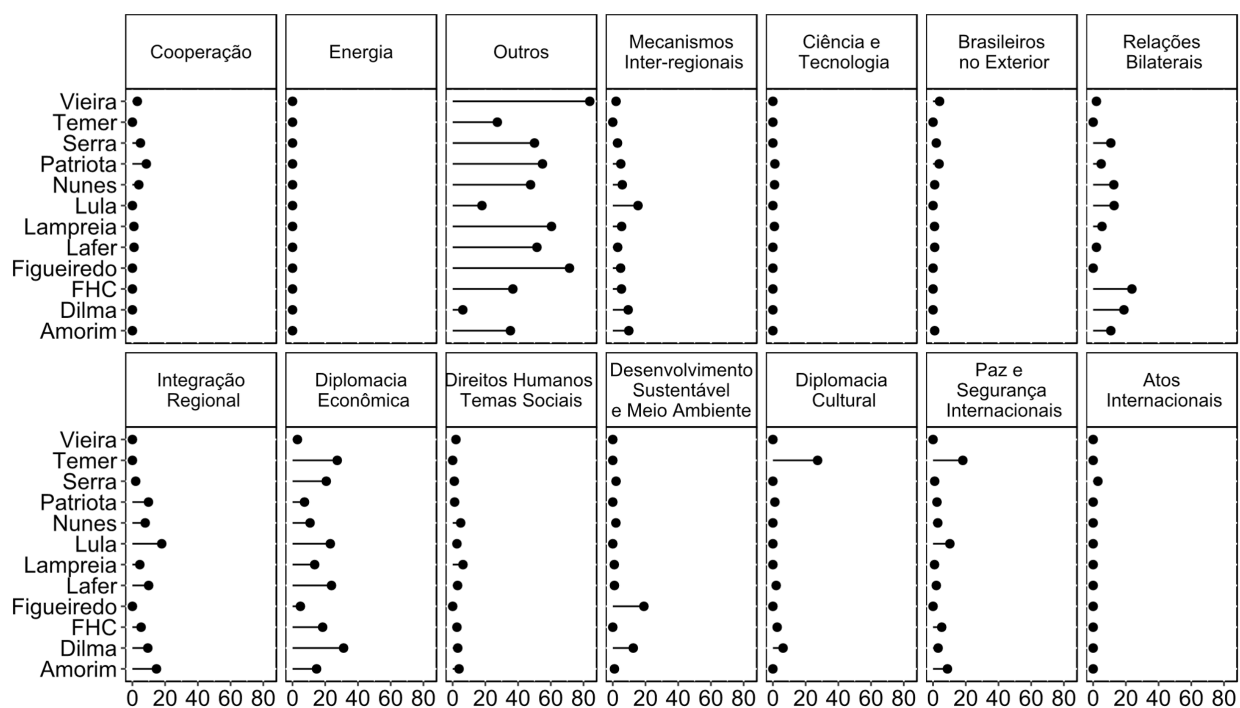 Cooperação
Energia
Outros
Mecanismos
Inter-regionais
Ciência e
Tecnologia
Brasileiros
no Exterior
Relações
Bilaterais
Vieira
Temer
Serra
Patriota
Nunes
Lula
Lampreia
Lafer
Figueiredo
FHC
Dilma
Amorim
Integração
Regional
Diplomacia
Econômica
Direitos Humanos
Temas Sociais
Desenvolvimento
Sustentável
e Meio Ambiente
Diplomacia
Cultural
Paz e
Segurança
Internacionais
Atos
Internacionais
Vieira
Temer
Serra
Patriota
Nunes
Lula
Lampreia
Lafer
Figueiredo
FHC
Dilma
Amorim
0 20 40 60 80 0 20 40 60 80 0 20 40 60 80 0 20 40 60 80 0 20 40 60 80 0 20 40 60 80 0 20 40 60 80